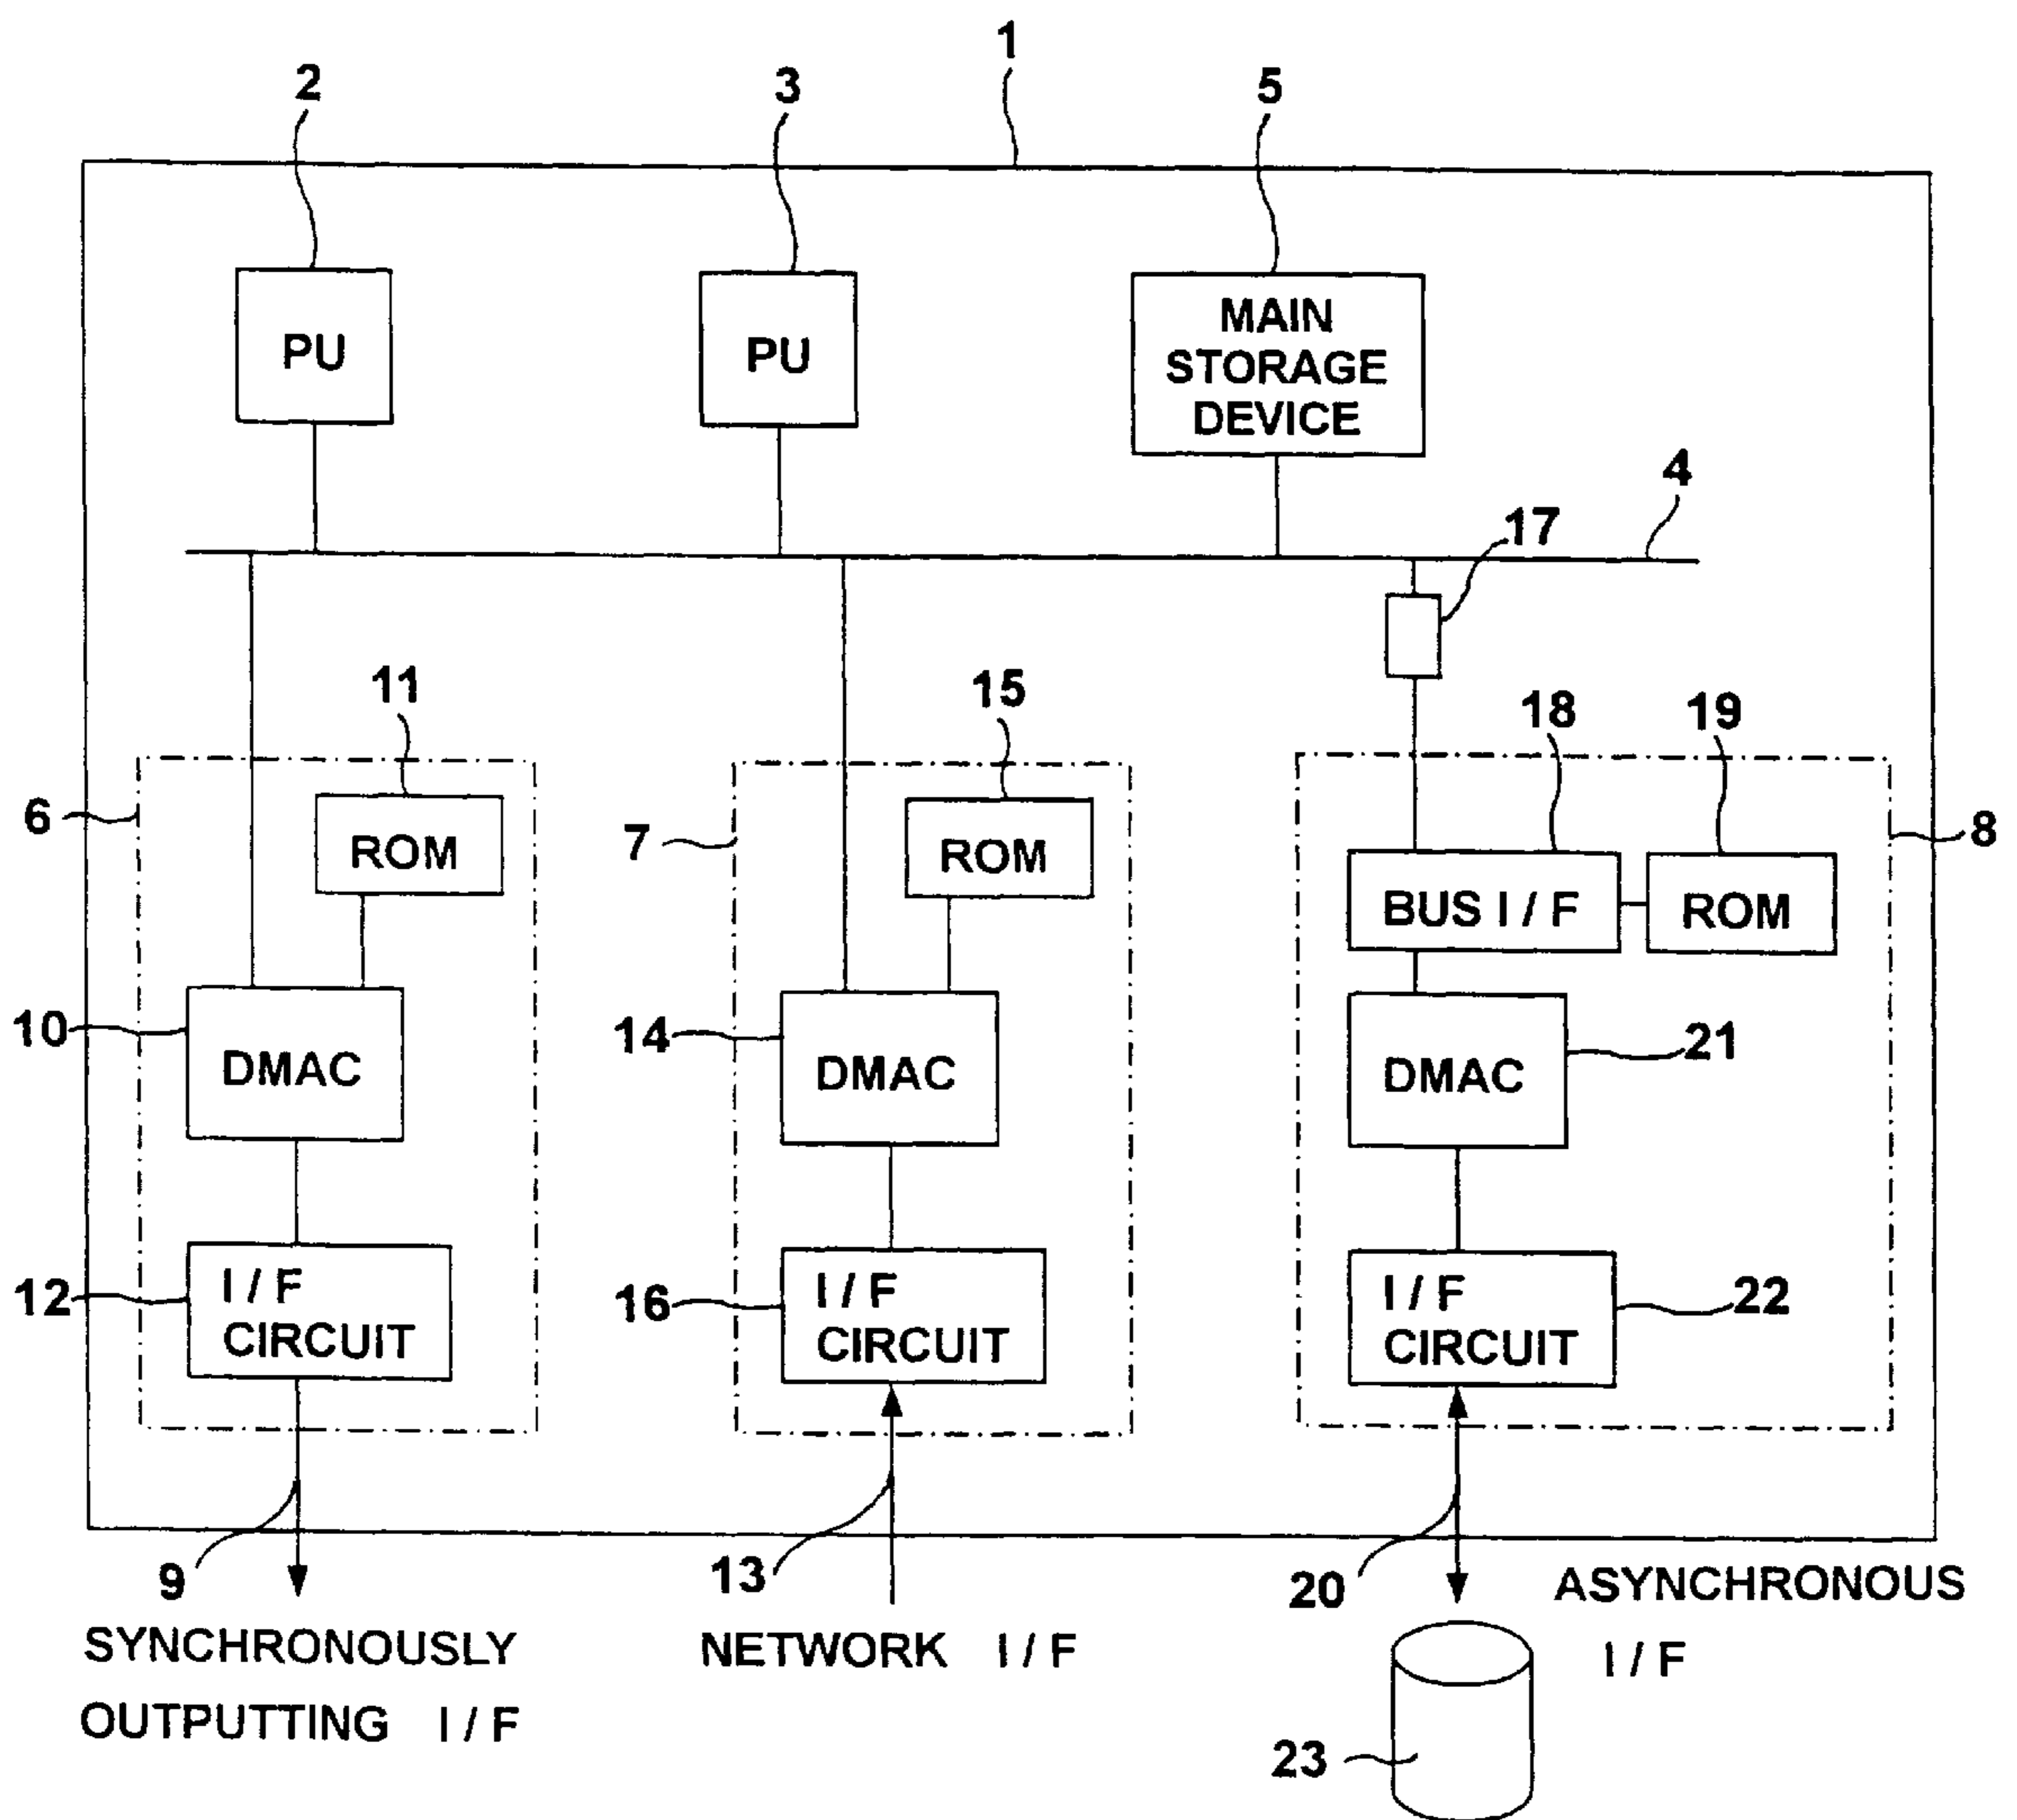 1
2
3
5
PU
PU
MAIN
STORAGE
DEVICE
4
17
11
15
18
19
6
ROM
7
ROM
8
BUS I / F
ROM
10
DMAC
14
DMAC
21
DMAC
12
I / F
CIRCUIT
16
I / F
CIRCUIT
22
I / F
CIRCUIT
9
13
20
ASYNCHRONOUS
I / F
SYNCHRONOUSLY
OUTPUTTING I / F
NETWORK I / F
23